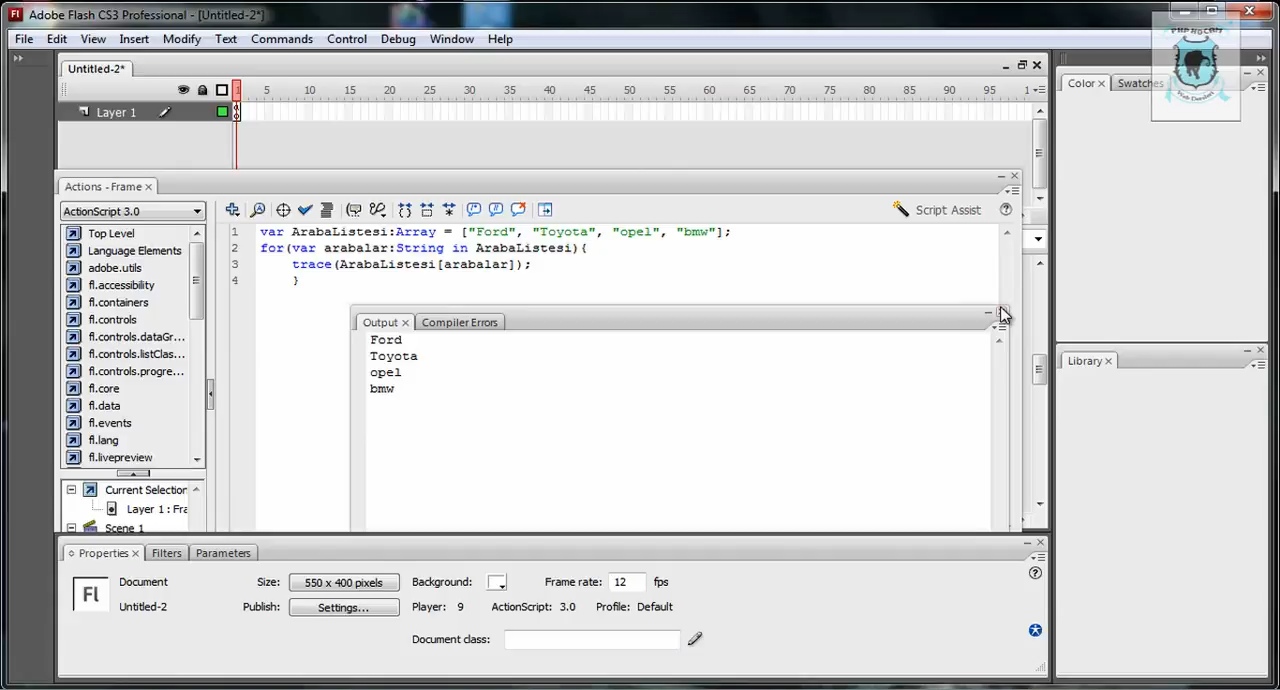 Fl Adobe Flash CS3 Professional - [Untitled-2*]
File Edit View Insert Modify Text Commands Control Debug Window Help
Untitled-2*
1 5 10 15 20 25 30 35 40 45 50 55 60 65 70 75 80 85 90 95 1
Layer 1
Color Swatches
Actions - Frame
ActionScript 3.0
Script Assist
Top Level
Language Elements
adobe.utils
fl.accessibility
fl.containers
fl.controls
fl.controls.dataGr...
fl.controls.listClas...
fl.controls.progre...
fl.core
fl.data
fl.events
fl.lang
fl.livepreview
Current Selection
Layer 1 : Fra
Scene 1
1 var ArabaListesi:Array = ["Ford", "Toyota", "opel", "bmw"];
2 for(var arabalar:String in ArabaListesi){
3 trace(ArabaListesi[arabalar]);
4 }
Output Compiler Errors
Ford
Toyota
opel
bmw
Library
Properties Filters Parameters
Fl
Document
Untitled-2
Size: 550 x 400 pixels Background: Frame rate: 12 fps
Publish: Settings... Player: 9 ActionScript: 3.0 Profile: Default
Document class: